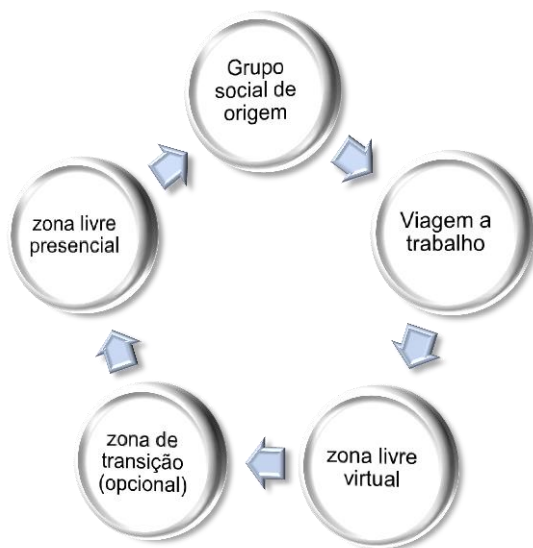 Grupo
social de
origem
Viagem a
trabalho
zona livre
virtual
zona de
transição
(opcional)
zona livre
presencial